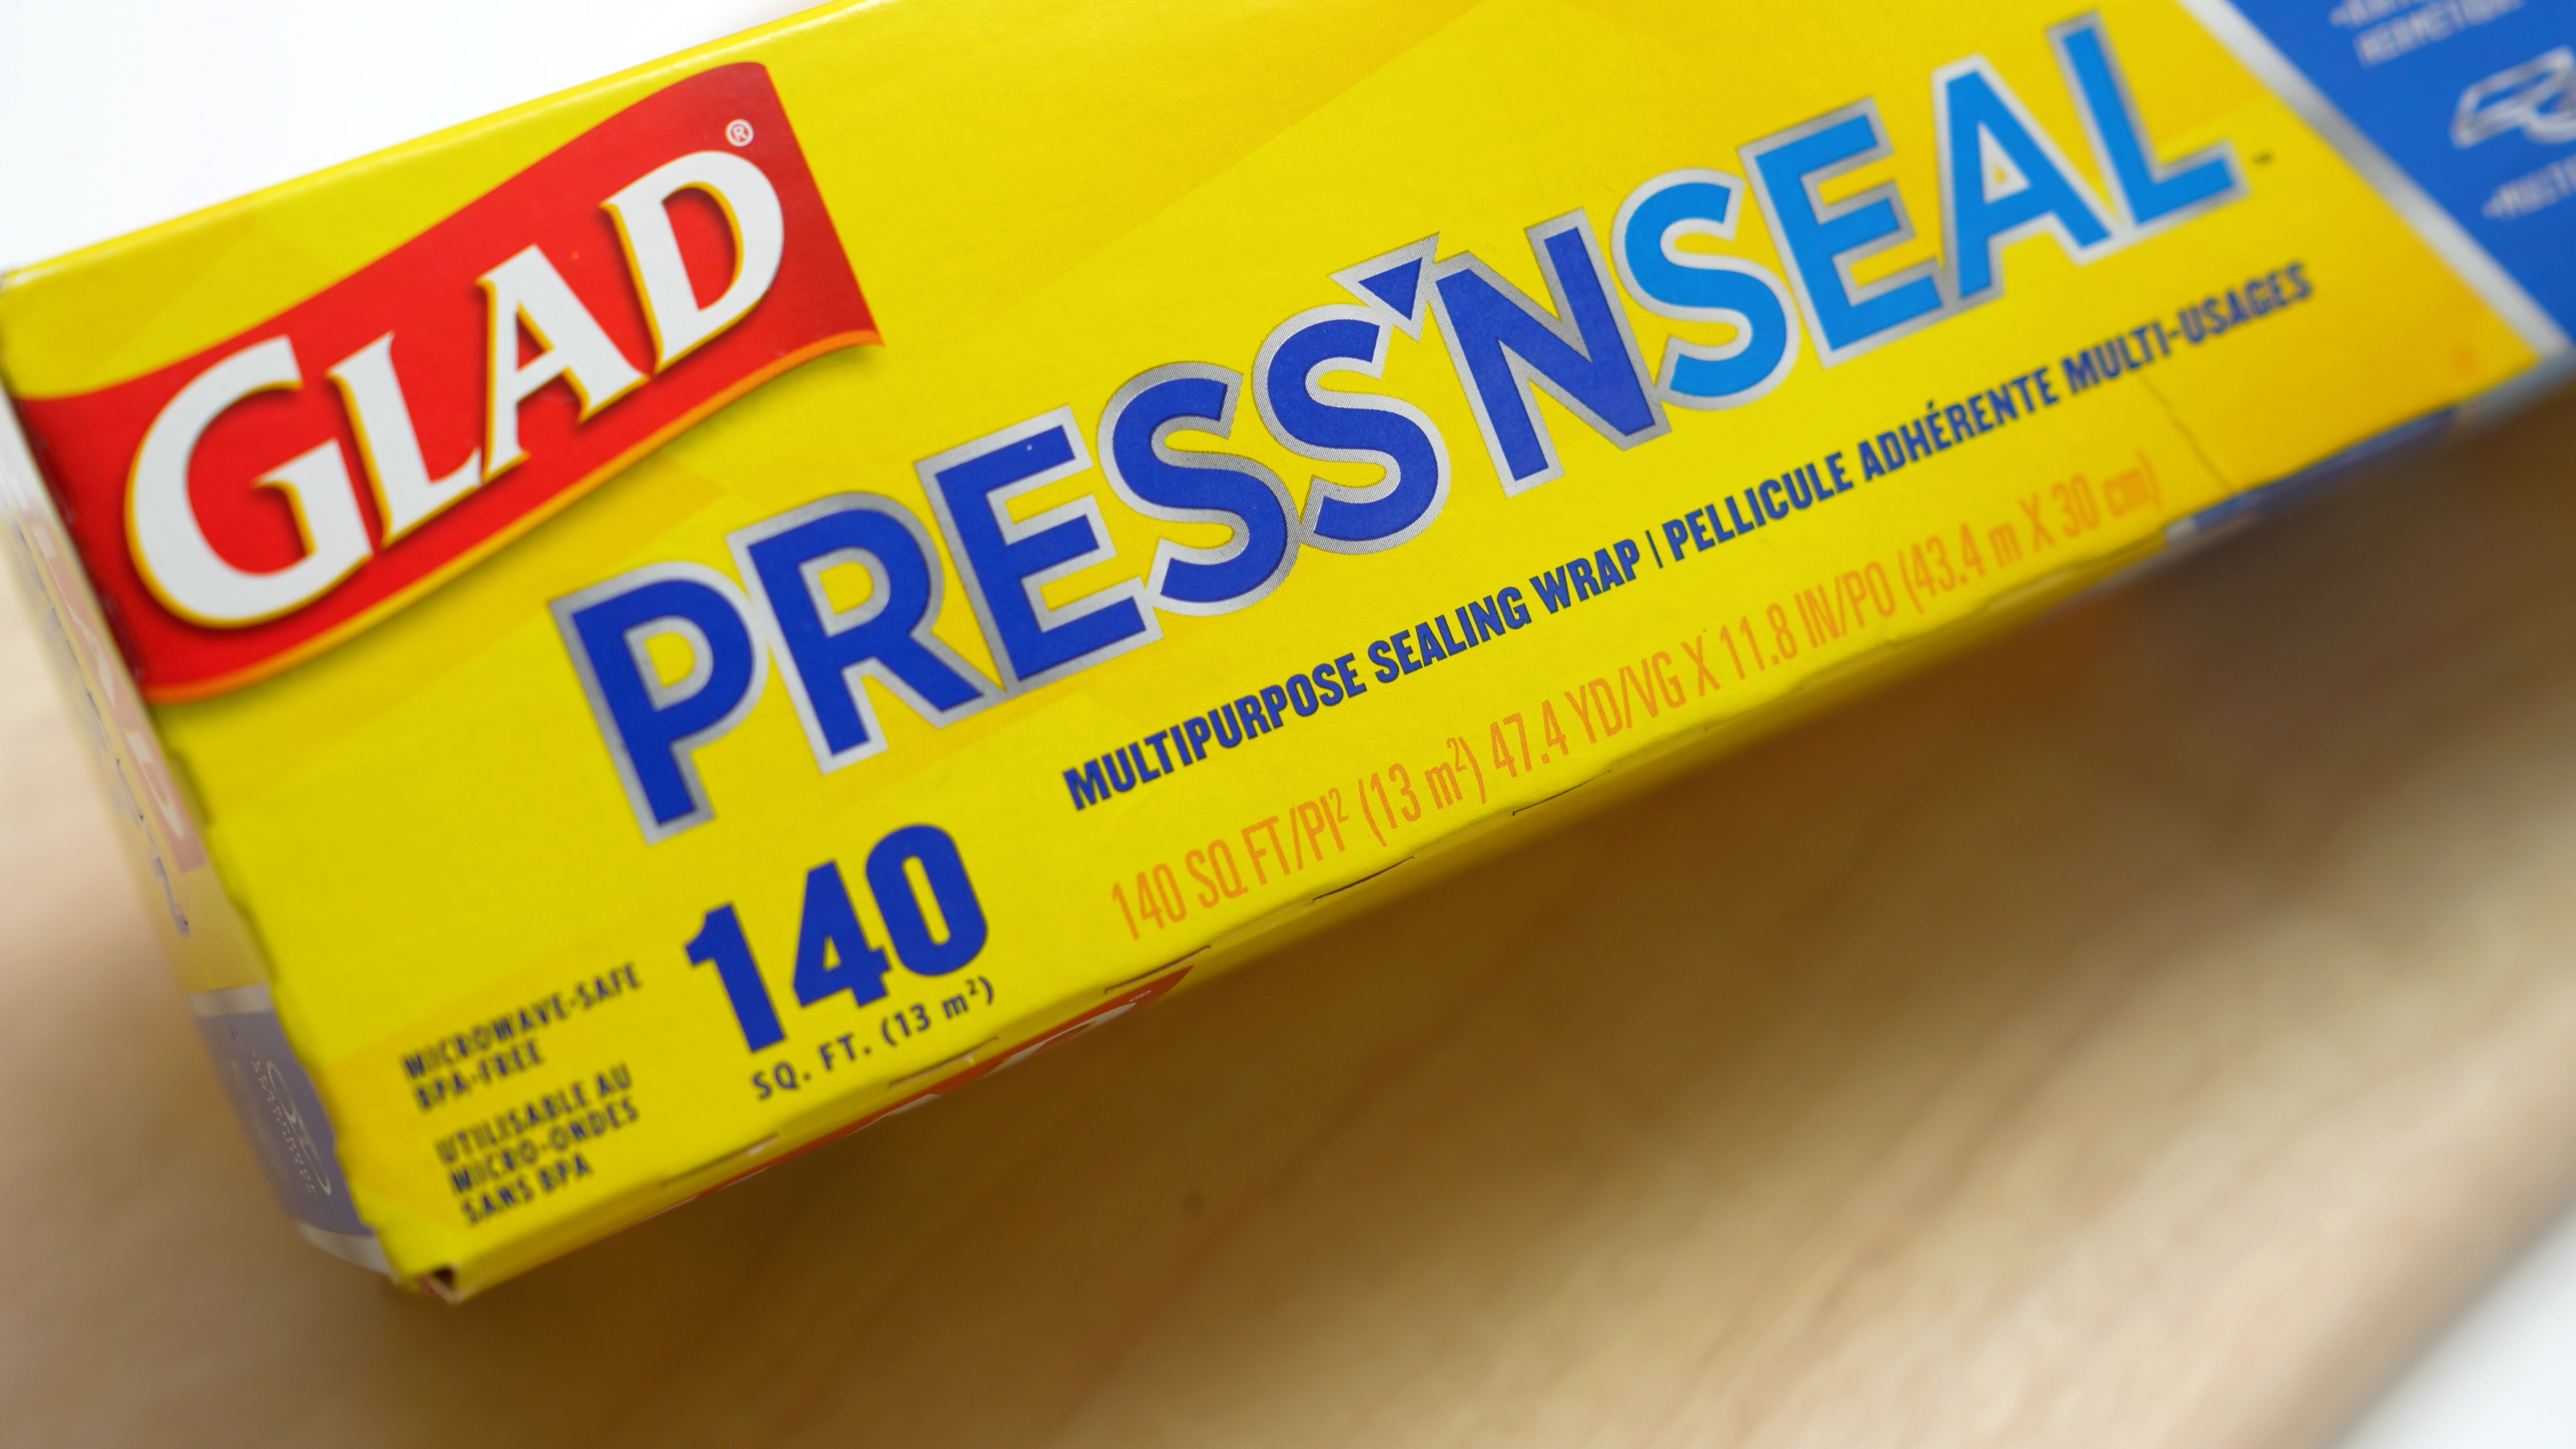 GLAD®
PRESS'NSEAL™
MULTIPURPOSE SEALING WRAP | PELLICULE ADHÉRENTE MULTI-USAGES
140 SQ FT/PI² (13 m²) 47.4 YD/VG X 11.8 IN/PO (43.4 m X 30 cm)
140
SQ. FT. (13 m²)
MICROWAVE-SAFE
BPA-FREE
UTILISABLE AU
MICRO-ONDES
SANS BPA